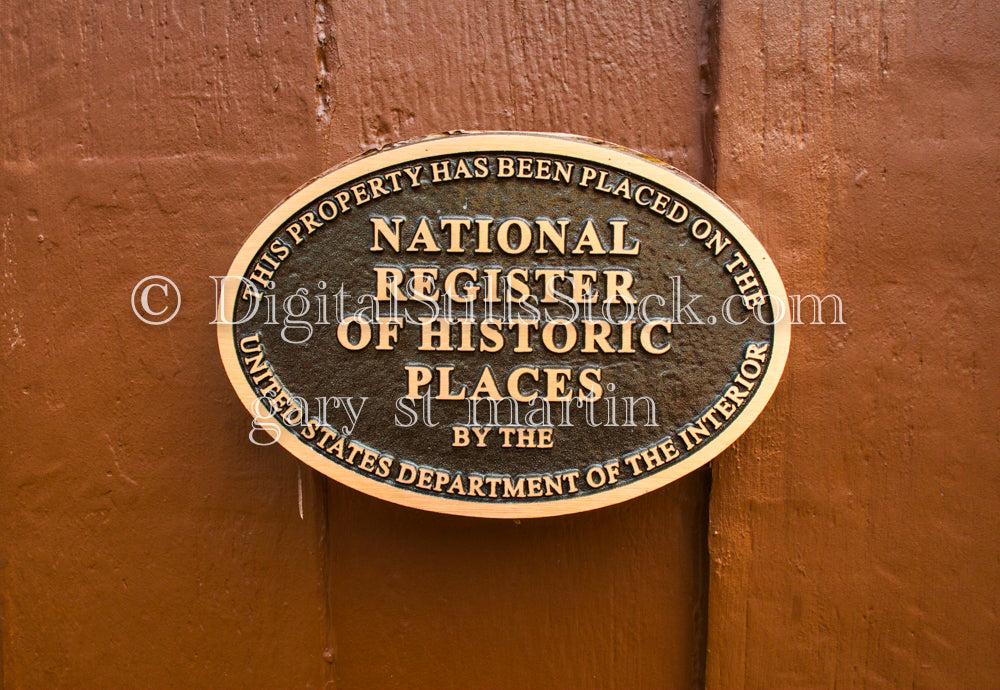 THIS PROPERTY HAS BEEN PLACED ON THE
NATIONAL
REGISTER
OF HISTORIC
PLACES
BY THE
UNITED STATES DEPARTMENT OF THE INTERIOR
© DigitalStillsStock.com
gary st martin